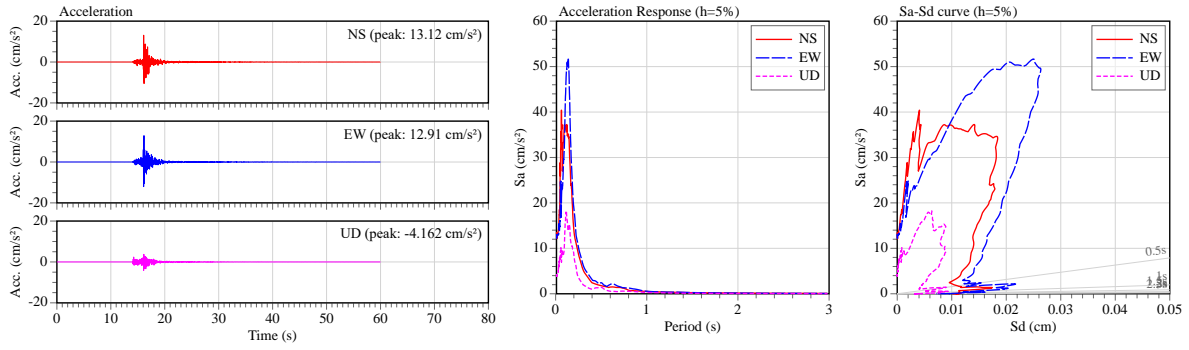 Acceleration
NS (peak: 13.12 cm/s²)
Acc. (cm/s²)
20
0
-20
EW (peak: 12.91 cm/s²)
Acc. (cm/s²)
20
0
-20
UD (peak: -4.162 cm/s²)
Acc. (cm/s²)
20
0
-20
0 10 20 30 40 50 60 70 80
Time (s)
Acceleration Response (h=5%)
NS
EW
UD
Sa (cm/s²)
60
50
40
30
20
10
0
0 1 2 3
Period (s)
Sa-Sd curve (h=5%)
NS
EW
UD
Sa (cm/s²)
60
50
40
30
20
10
0
0.5s
1s
0 0.01 0.02 0.03 0.04 0.05
Sd (cm)